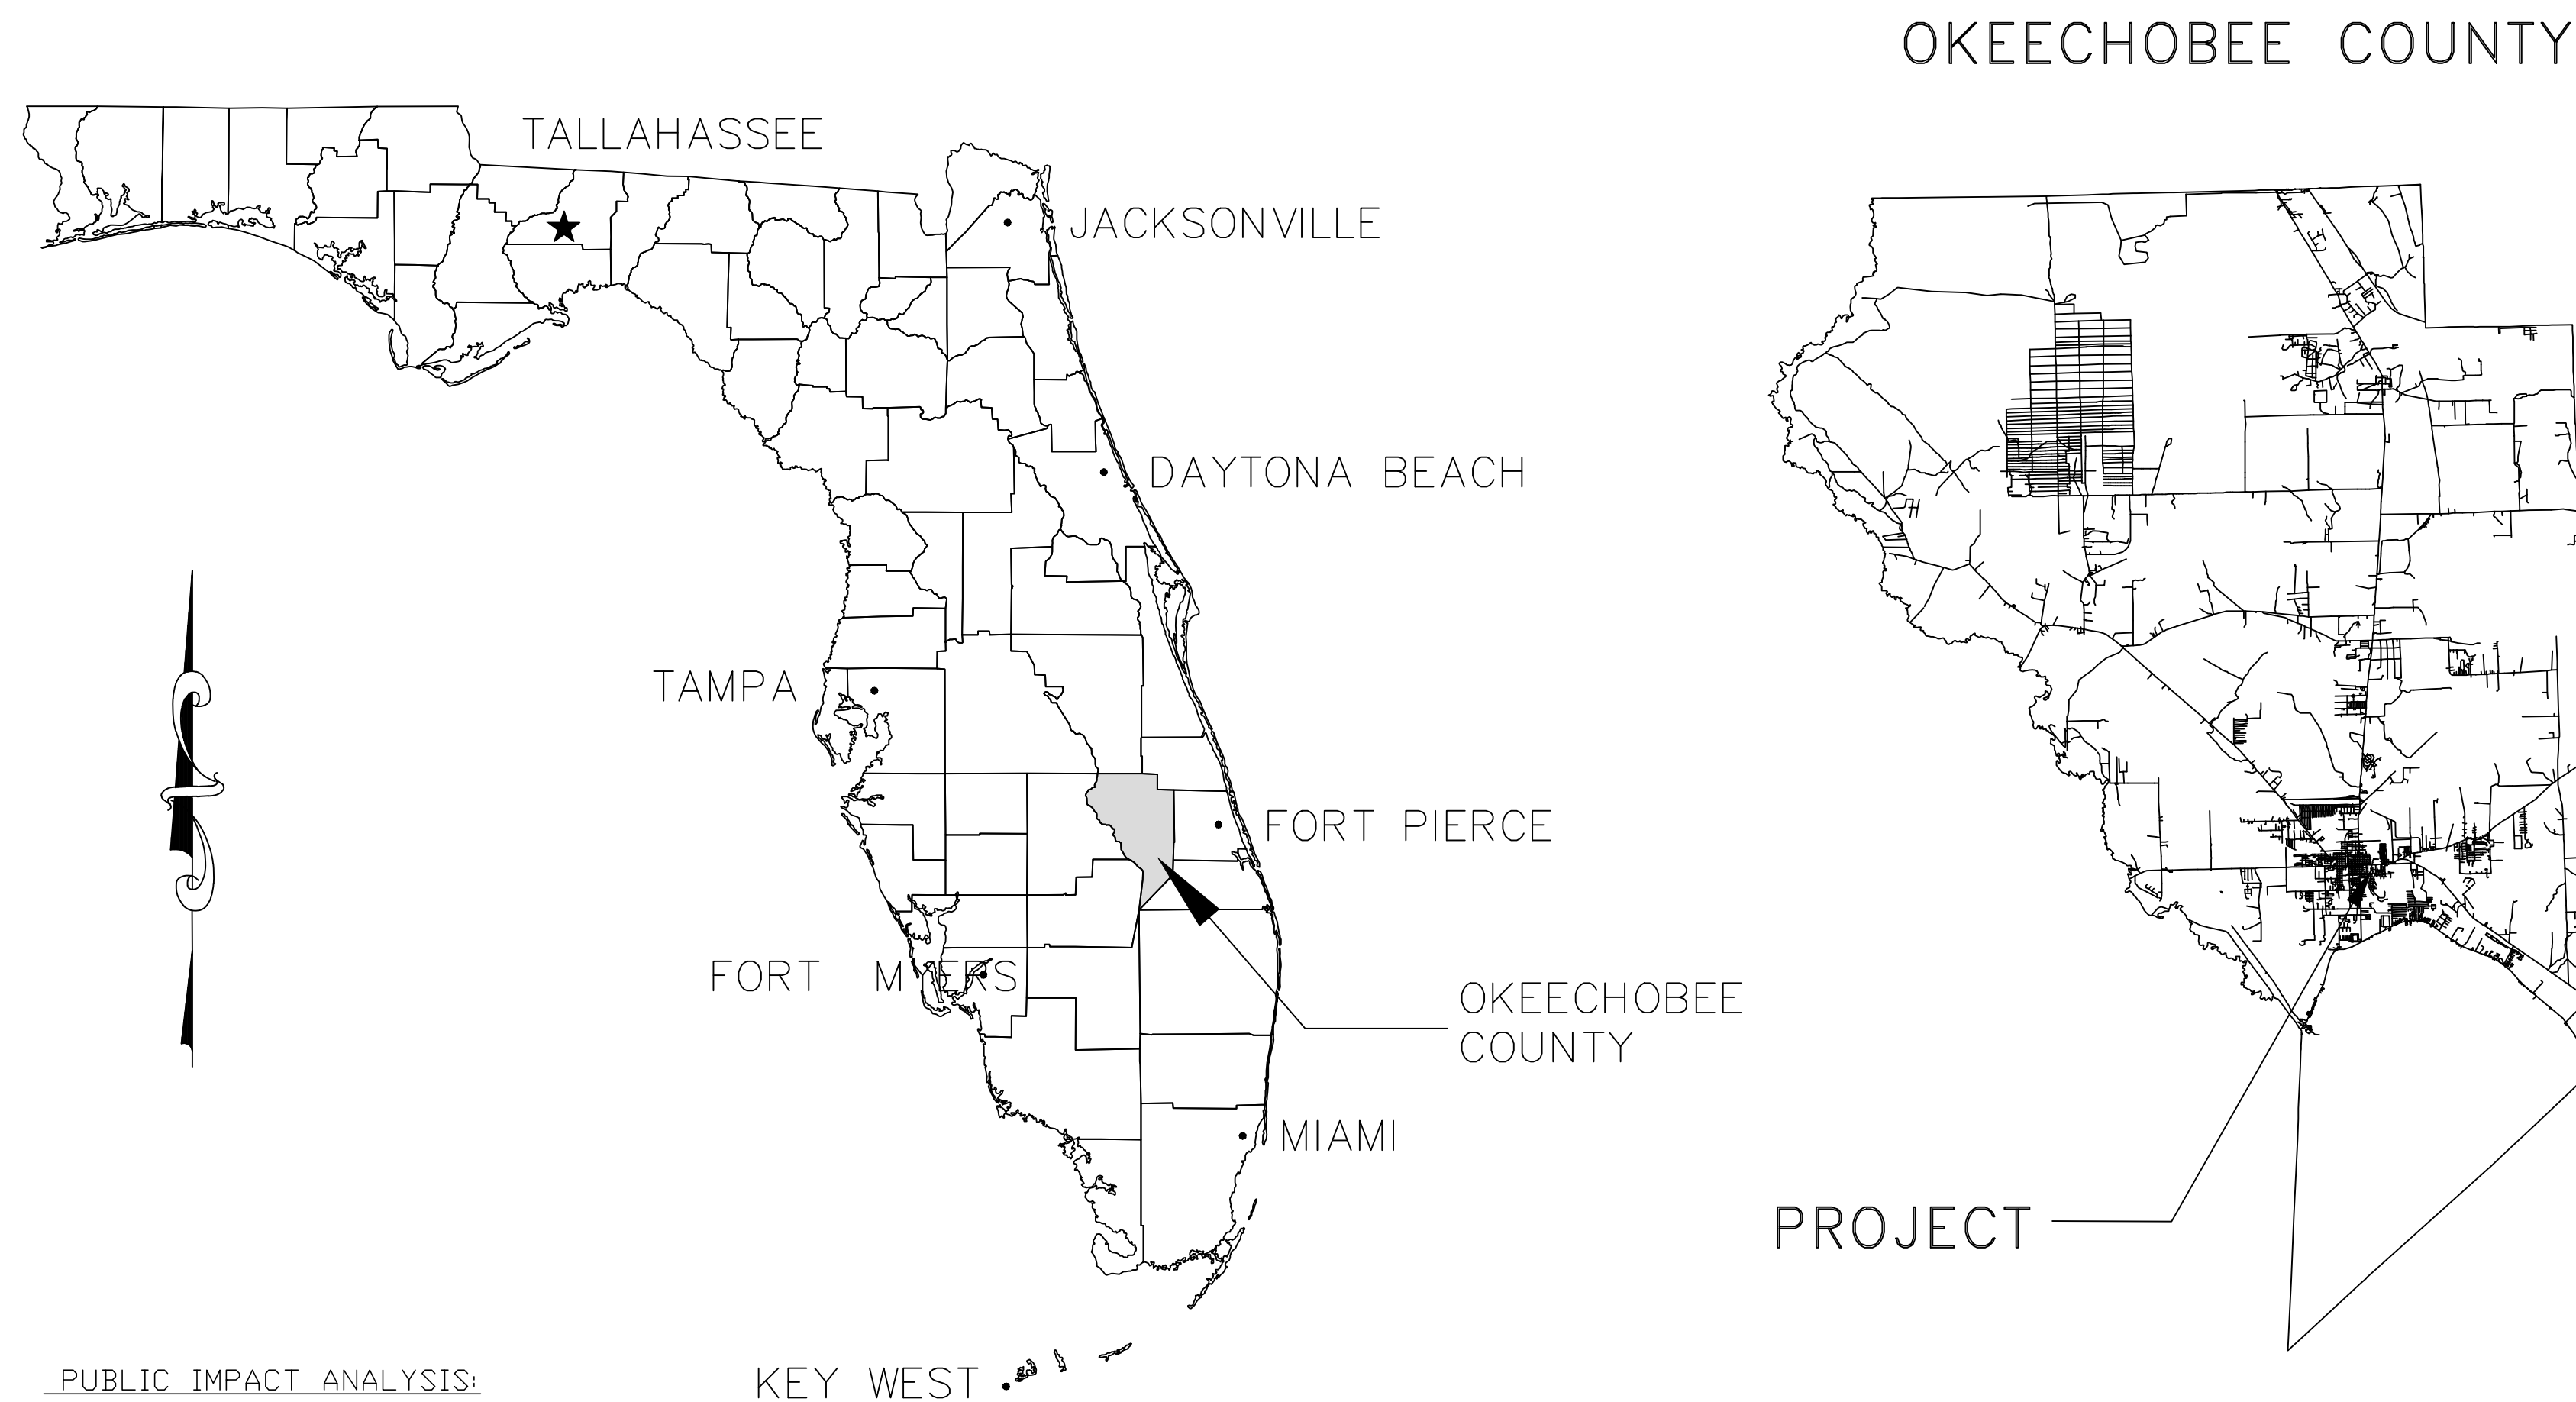 OKEECHOBEE COUNTY
TALLAHASSEE
JACKSONVILLE
DAYTONA BEACH
TAMPA
FORT PIERCE
FORT MYERS
OKEECHOBEE
COUNTY
MIAMI
PROJECT
KEY WEST
PUBLIC IMPACT ANALYSIS: